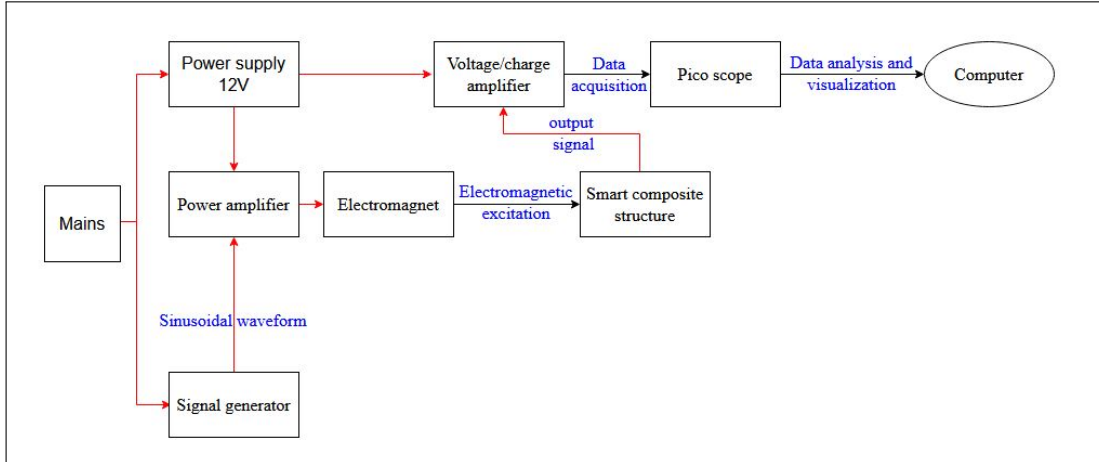 Power supply
12V
Voltage/charge
amplifier
Data
acquisition
Pico scope
Data analysis and
visualization
Computer
output
signal
Mains
Power amplifier
Electromagnet
Electromagnetic
excitation
Smart composite
structure
Sinusoidal waveform
Signal generator